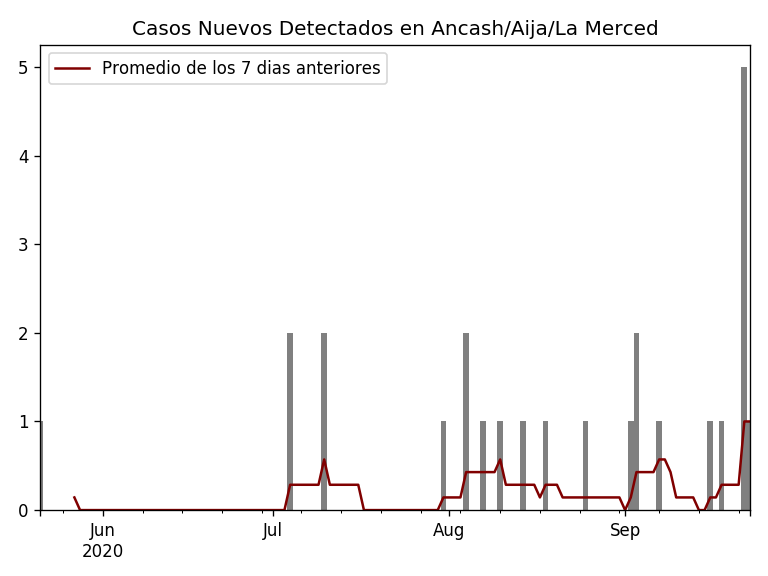 Casos Nuevos Detectados en Ancash/Aija/La Merced
Promedio de los 7 dias anteriores
5
4
3
2
1
0
Jun
2020
Jul
Aug
Sep